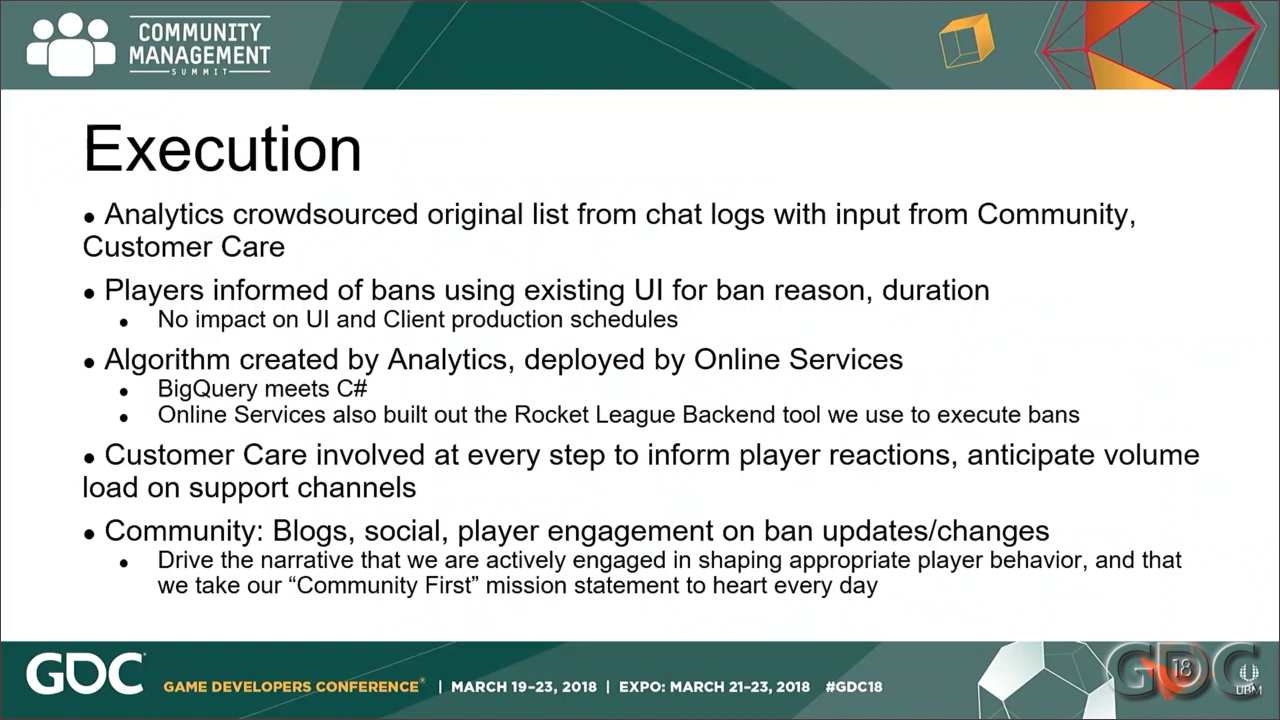 COMMUNITY
MANAGEMENT
SUMMIT
Execution
• Analytics crowdsourced original list from chat logs with input from Community,
Customer Care
• Players informed of bans using existing UI for ban reason, duration
• No impact on UI and Client production schedules
• Algorithm created by Analytics, deployed by Online Services
• BigQuery meets C#
• Online Services also built out the Rocket League Backend tool we use to execute bans
• Customer Care involved at every step to inform player reactions, anticipate volume
load on support channels
• Community: Blogs, social, player engagement on ban updates/changes
• Drive the narrative that we are actively engaged in shaping appropriate player behavior, and that
we take our “Community First” mission statement to heart every day
GDC GAME DEVELOPERS CONFERENCE® | MARCH 19–23, 2018 | EXPO: MARCH 21–23, 2018 #GDC18
GDC
18
UBM